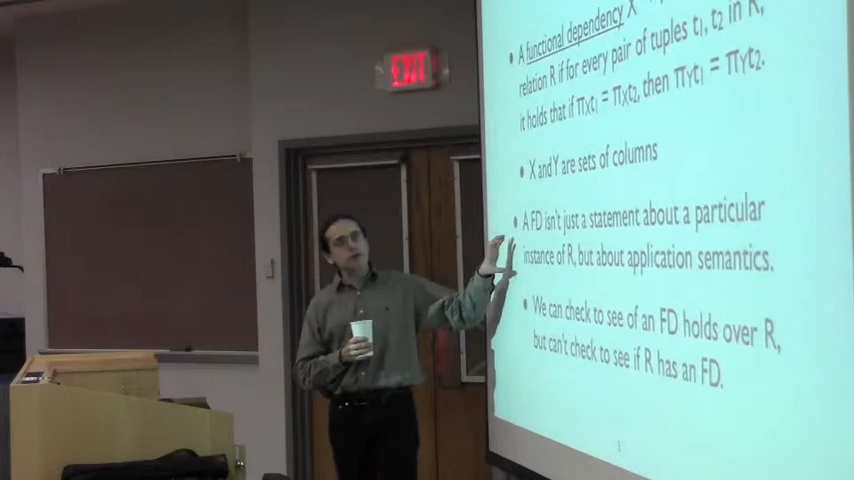 EXIT
• A functional dependency X
relation R if for every pair of tuples t1, t2 in R,
it holds that if πXt1 = πXt2, then πYt1 = πYt2.
• X and Y are sets of columns
• A FD isn't just a statement about a particular
instance of R, but about application semantics.
• We can check to see of an FD holds over R,
but can't check to see if R has an FD.
5